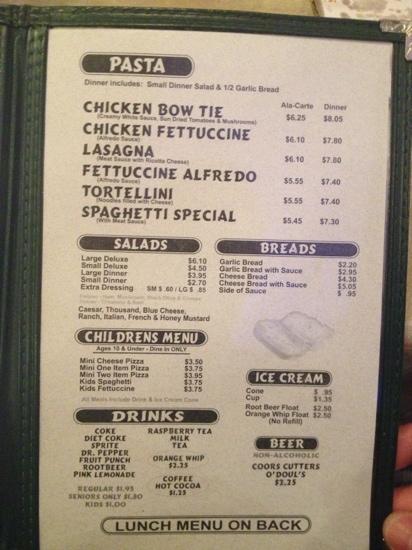 PASTA
Dinner includes: Small Dinner Salad & 1/2 Garlic Bread
Ala-Carte Dinner
CHICKEN BOW TIE $6.25 $8.05
(Creamy White Sauce, Sun Dried Tomatoes & Mushrooms)
CHICKEN FETTUCCINE $6.10 $7.80
(Alfredo Sauce)
LASAGNA $6.10 $7.80
(Meat Sauce with Ricotta Cheese)
FETTUCCINE ALFREDO $5.55 $7.40
(Alfredo Sauce)
TORTELLINI $5.55 $7.40
(Noodles filled with Cheese)
SPAGHETTI SPECIAL $5.45 $7.30
(With Meat Sauce)
SALADS
Large Deluxe $6.10
Small Deluxe $4.50
Large Dinner $3.95
Small Dinner $2.70
Extra Dressing SM $ .60 / LG $ .85
Caesar, Thousand, Blue Cheese,
Ranch, Italian, French & Honey Mustard
BREADS
Garlic Bread $2.20
Garlic Bread with Sauce $2.95
Cheese Bread $4.30
Cheese Bread with Sauce $5.05
Side of Sauce $ .95
CHILDRENS MENU
Ages 10 & Under - Dine In ONLY
Mini Cheese Pizza $3.50
Mini One Item Pizza $3.75
Mini Two Item Pizza $3.95
Kids Spaghetti $3.75
Kids Fettuccine $3.75
All Meals Include Drink & Ice Cream Cone
ICE CREAM
Cone $ .95
Cup $1.35
Root Beer Float $2.50
Orange Whip Float $2.50
(No Refill)
DRINKS
COKE
DIET COKE
SPRITE
DR. PEPPER
FRUIT PUNCH
ROOTBEER
PINK LEMONADE
REGULAR $1.95
SENIORS ONLY $1.80
KIDS $1.00
RASPBERRY TEA
MILK
TEA
ORANGE WHIP
$2.25
COFFEE
HOT COCOA
$1.25
BEER
NON-ALCOHOLIC
COORS CUTTERS
O'DOUL'S
$2.25
LUNCH MENU ON BACK